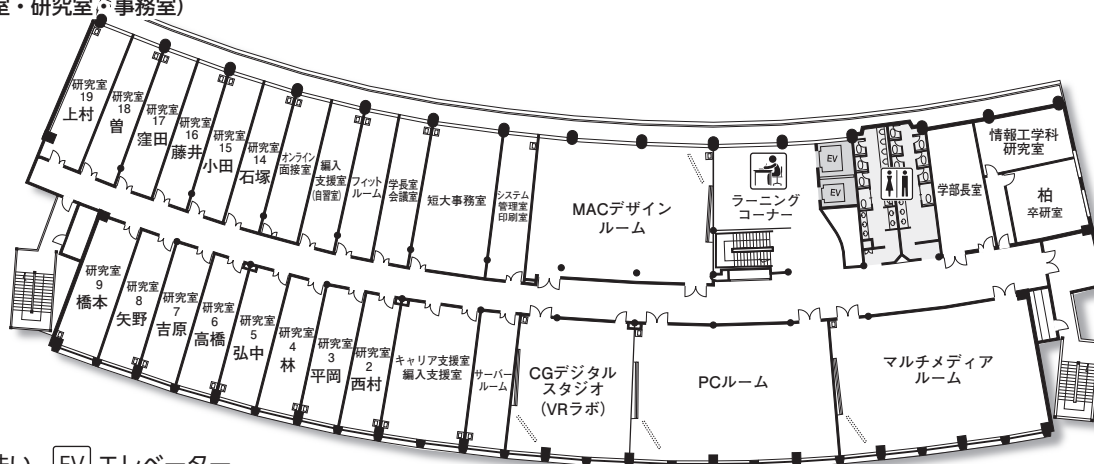 室・研究室・事務室）
研究室
19
上村
研究室
18
曽
研究室
17
窪田
研究室
16
藤井
研究室
15
小田
研究室
14
石塚
オンライン
面接室
編入
支援室
(自習室)
フィット
ルーム
学長室
会議室
短大事務室
システム
管理室
印刷室
MACデザイン
ルーム
ラーニング
コーナー
EV
EV
学部長室
情報工学科
研究室
柏
卒研室
研究室
9
橋本
研究室
8
矢野
研究室
7
吉原
研究室
6
高橋
研究室
5
弘中
研究室
4
林
研究室
3
平岡
研究室
2
西村
キャリア支援室
編入支援室
サーバー
ルーム
CGデジタル
スタジオ
（VRラボ）
PCルーム
マルチメディア
ルーム
EV エレベーター